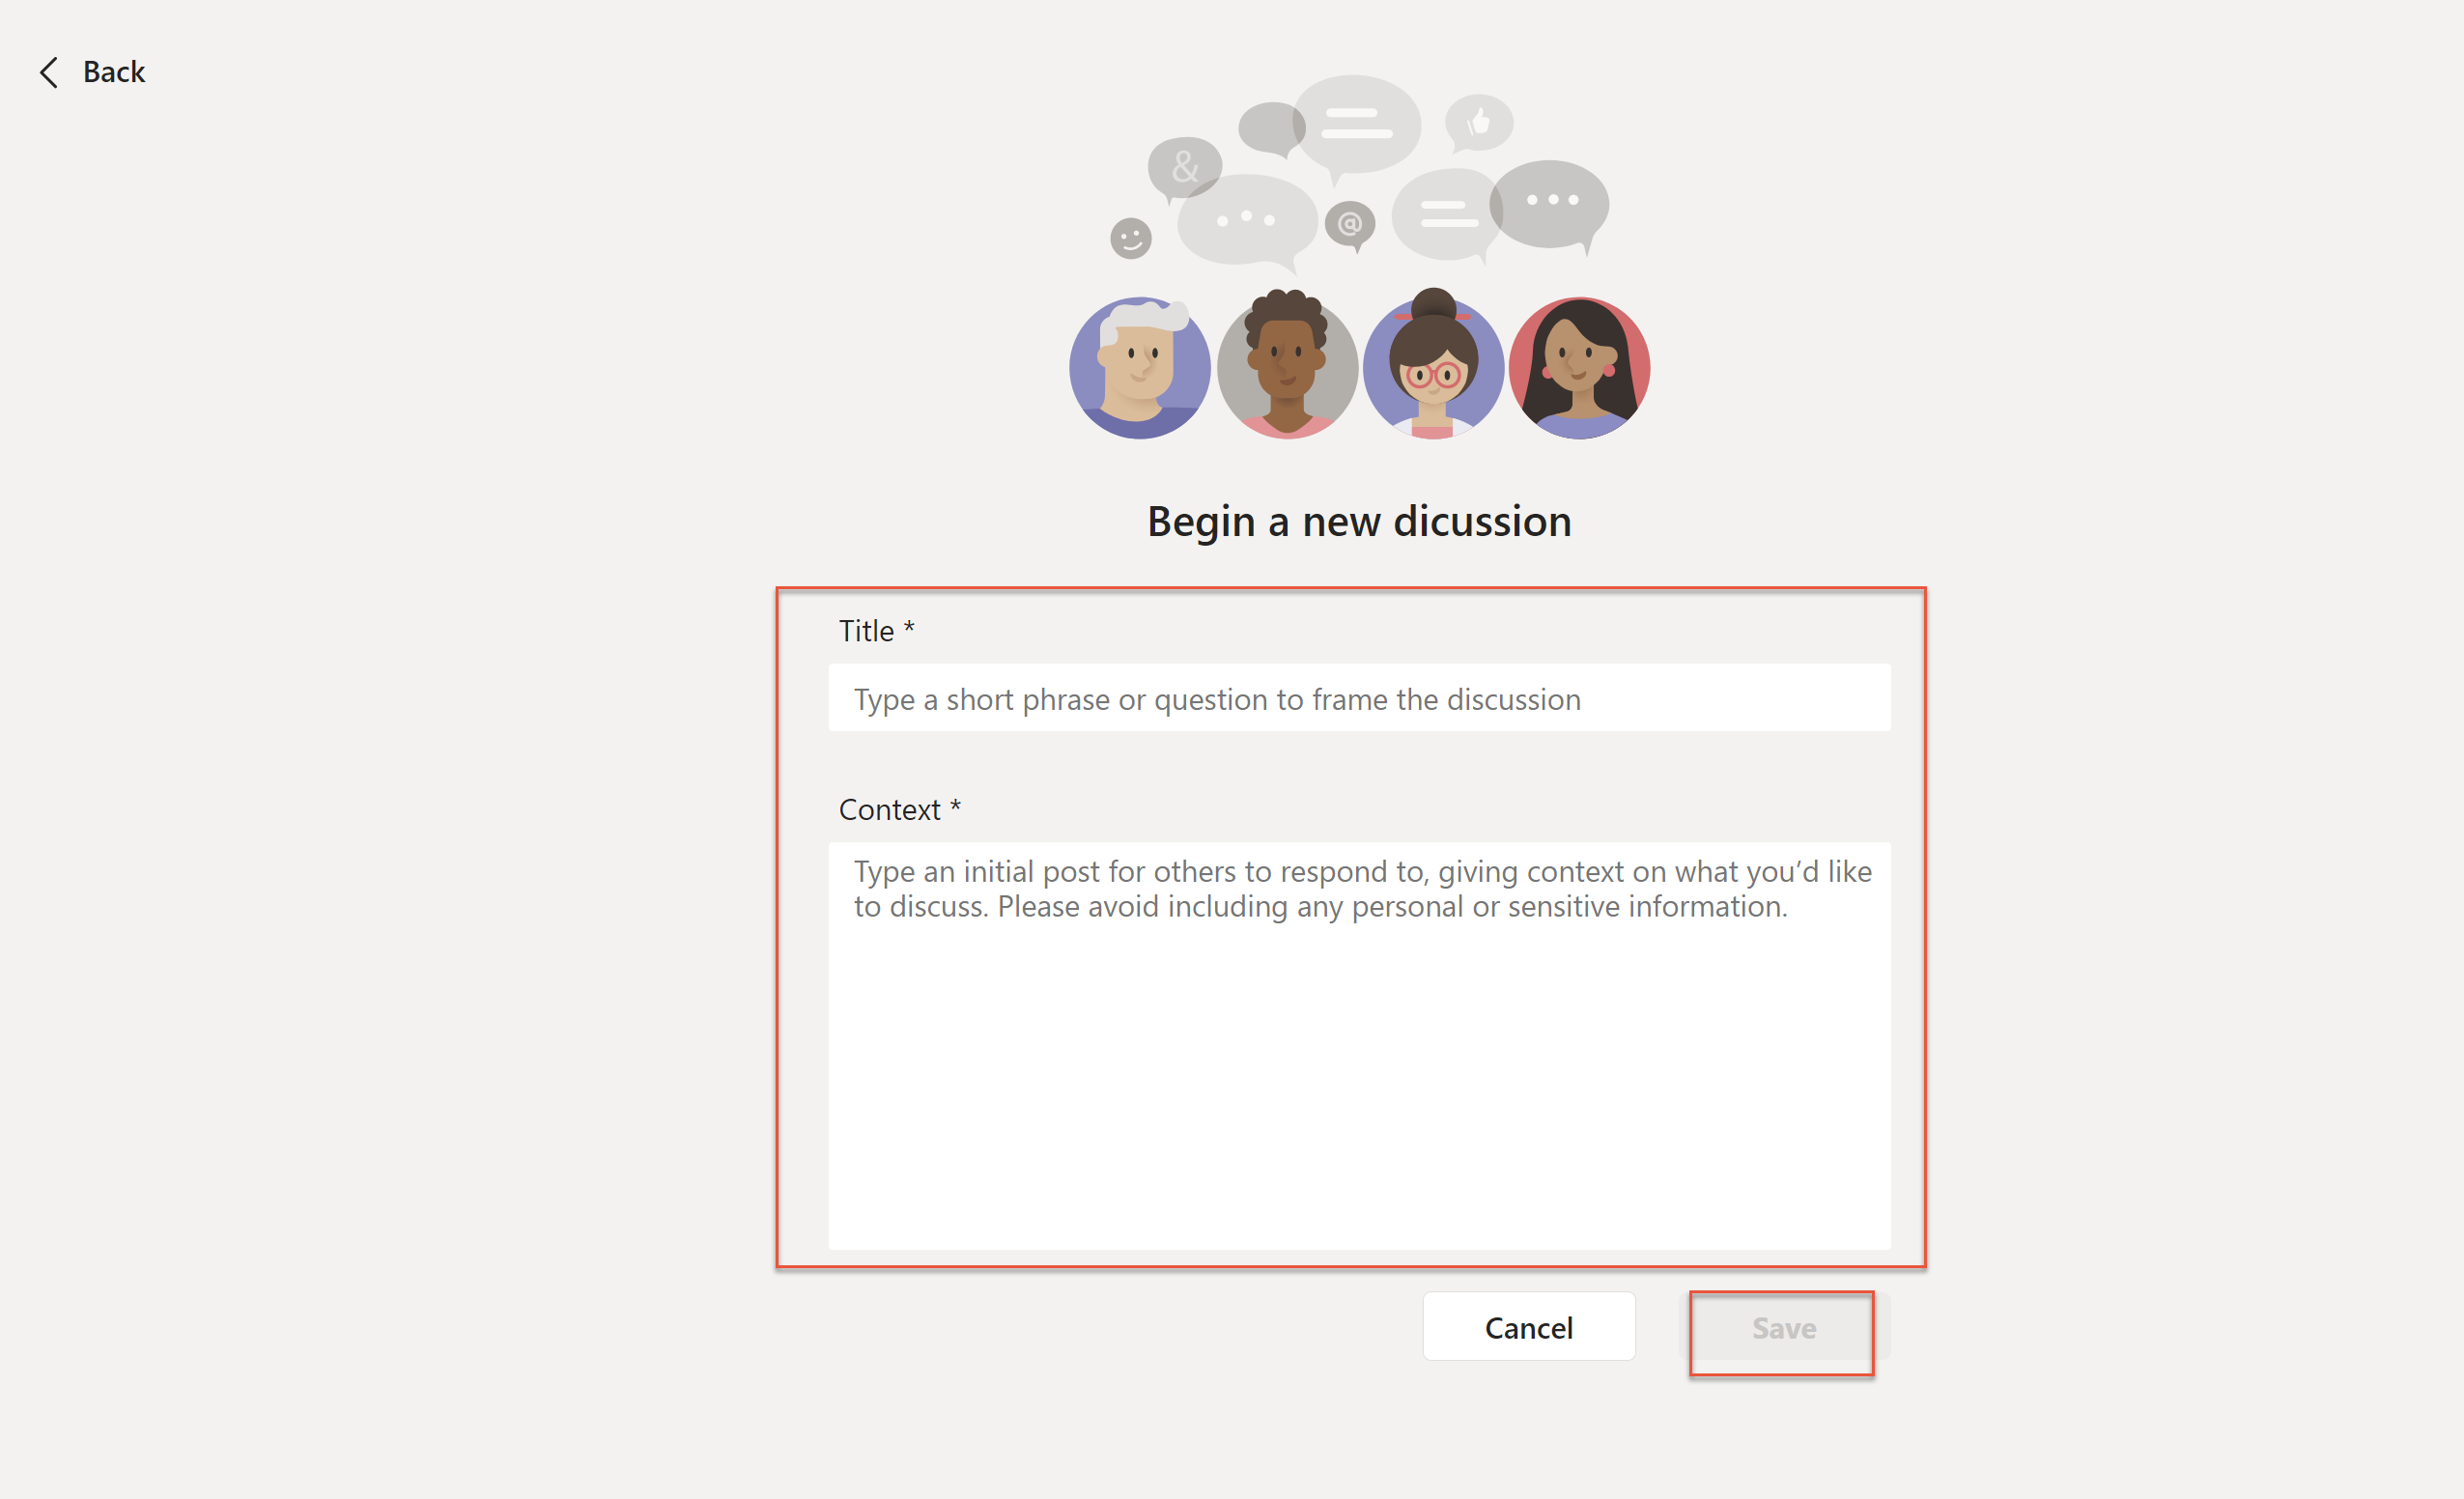 Back
&
@
Begin a new dicussion
Title *
Type a short phrase or question to frame the discussion
Context *
Type an initial post for others to respond to, giving context on what you’d like
to discuss. Please avoid including any personal or sensitive information.
Cancel
Save